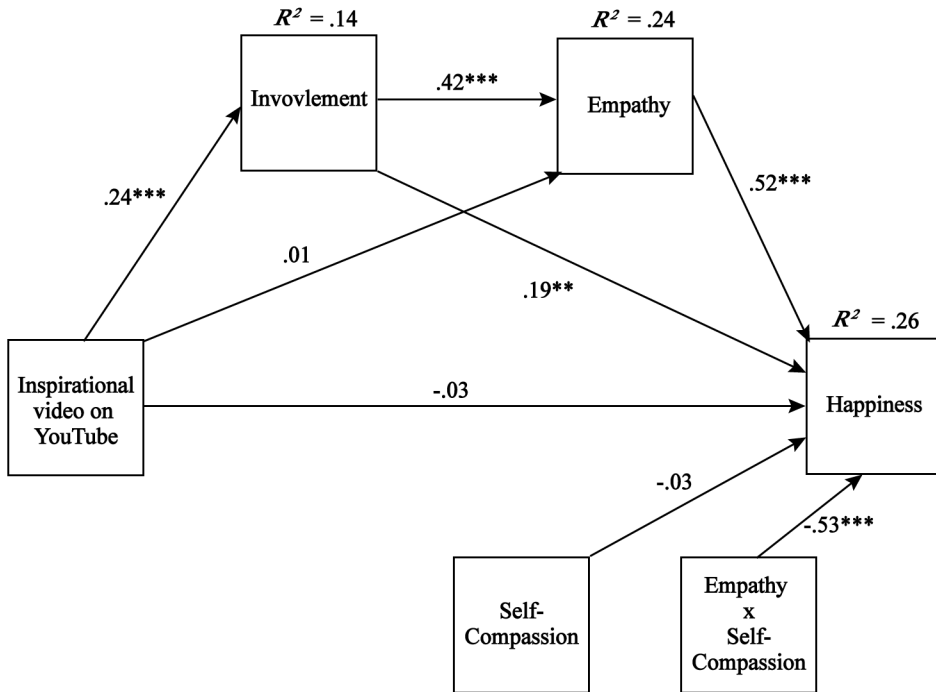 R² = .14
R² = .24
Invovlement
.42***
Empathy
.24***
.52***
.01
.19**
R² = .26
Inspirational
video on
YouTube
-.03
Happiness
-.03
-.53***
Self-
Compassion
Empathy
x
Self-
Compassion